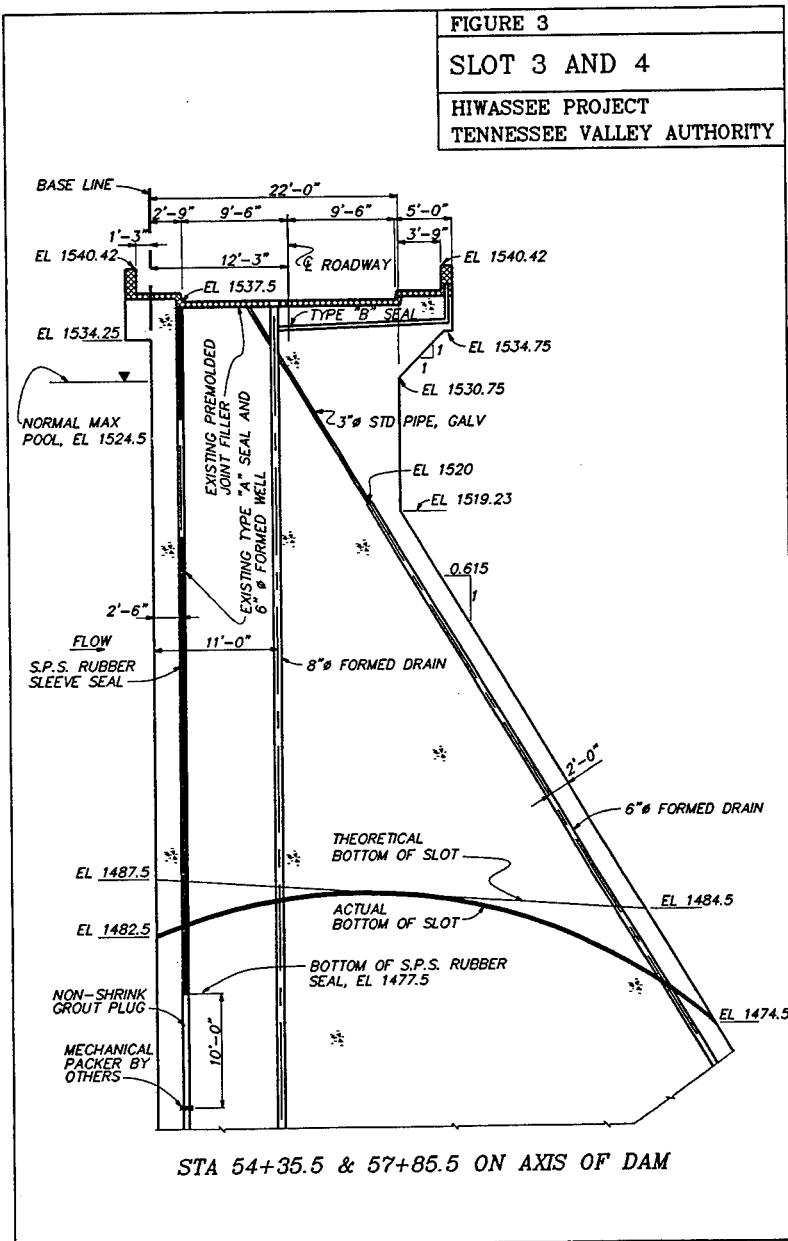 FIGURE 3
SLOT 3 AND 4
HIWASSEE PROJECT
TENNESSEE VALLEY AUTHORITY
BASE LINE
22'-0"
2'-9"
9'-6"
9'-6"
5'-0"
1'-3"
3'-9"
EL 1540.42
12'-3"
℄ ROADWAY
EL 1540.42
EL 1537.5
TYPE "B" SEAL
EL 1534.25
EL 1534.75
1
1
EL 1530.75
NORMAL MAX
POOL, EL 1524.5
EXISTING PREMOLDED
JOINT FILLER
EXISTING TYPE "A" SEAL AND
6"ø FORMED WELL
3"ø STD PIPE, GALV
EL 1520
EL 1519.23
0.615
1
2'-6"
FLOW
11'-0"
S.P.S. RUBBER
SLEEVE SEAL
8"ø FORMED DRAIN
2'-0"
6"ø FORMED DRAIN
THEORETICAL
BOTTOM OF SLOT
EL 1487.5
EL 1484.5
ACTUAL
BOTTOM OF SLOT
EL 1482.5
BOTTOM OF S.P.S. RUBBER
SEAL, EL 1477.5
NON-SHRINK
GROUT PLUG
EL 1474.5
10'-0"
MECHANICAL
PACKER BY
OTHERS
STA 54+35.5 & 57+85.5 ON AXIS OF DAM